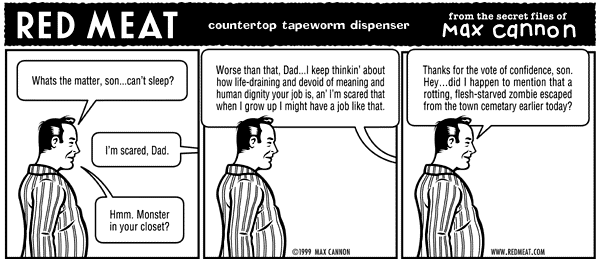 RED MEAT
countertop tapeworm dispenser
from the secret files of
Max cannon
Whats the matter, son...can't sleep?
I'm scared, Dad.
Hmm. Monster
in your closet?
Worse than that, Dad...I keep thinkin' about
how life-draining and devoid of meaning and
human dignity your job is, an' I'm scared that
when I grow up I might have a job like that.
©1999 MAX CANNON
Thanks for the vote of confidence, son.
Hey...did I happen to mention that a
rotting, flesh-starved zombie escaped
from the town cemetary earlier today?
WWW.REDMEAT.COM